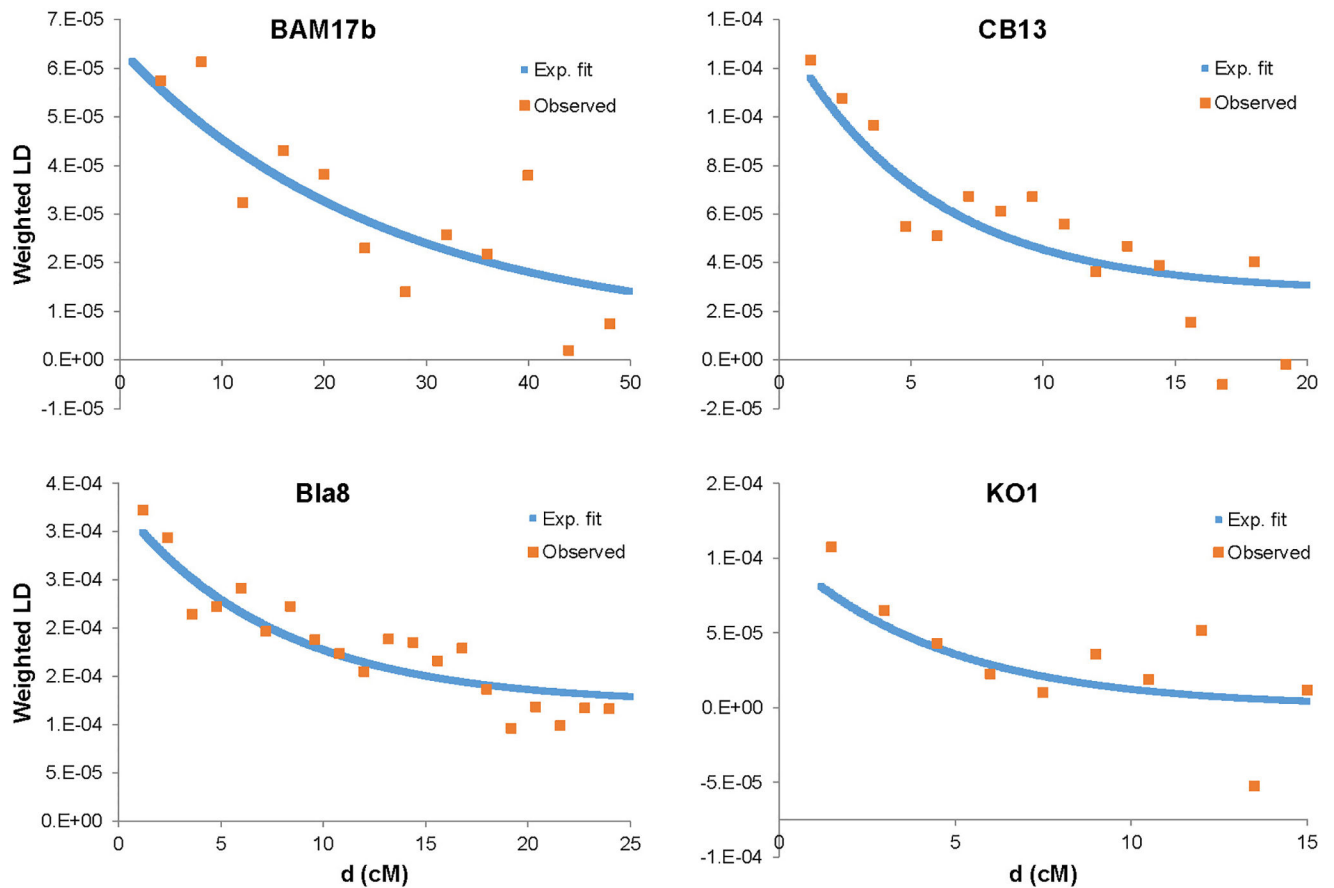 BAM17b
7.E-05
6.E-05
5.E-05
4.E-05
3.E-05
2.E-05
1.E-05
0.E+00
-1.E-05
0
10
20
30
40
50
Weighted LD
Exp. fit
Observed
CB13
1.E-04
1.E-04
1.E-04
8.E-05
6.E-05
4.E-05
2.E-05
0.E+00
-2.E-05
0
5
10
15
20
Exp. fit
Observed
Bla8
4.E-04
3.E-04
3.E-04
2.E-04
2.E-04
1.E-04
5.E-05
0.E+00
0
5
10
15
20
25
Weighted LD
d (cM)
Exp. fit
Observed
KO1
2.E-04
1.E-04
5.E-05
0.E+00
-5.E-05
-1.E-04
0
5
10
15
d (cM)
Exp. fit
Observed